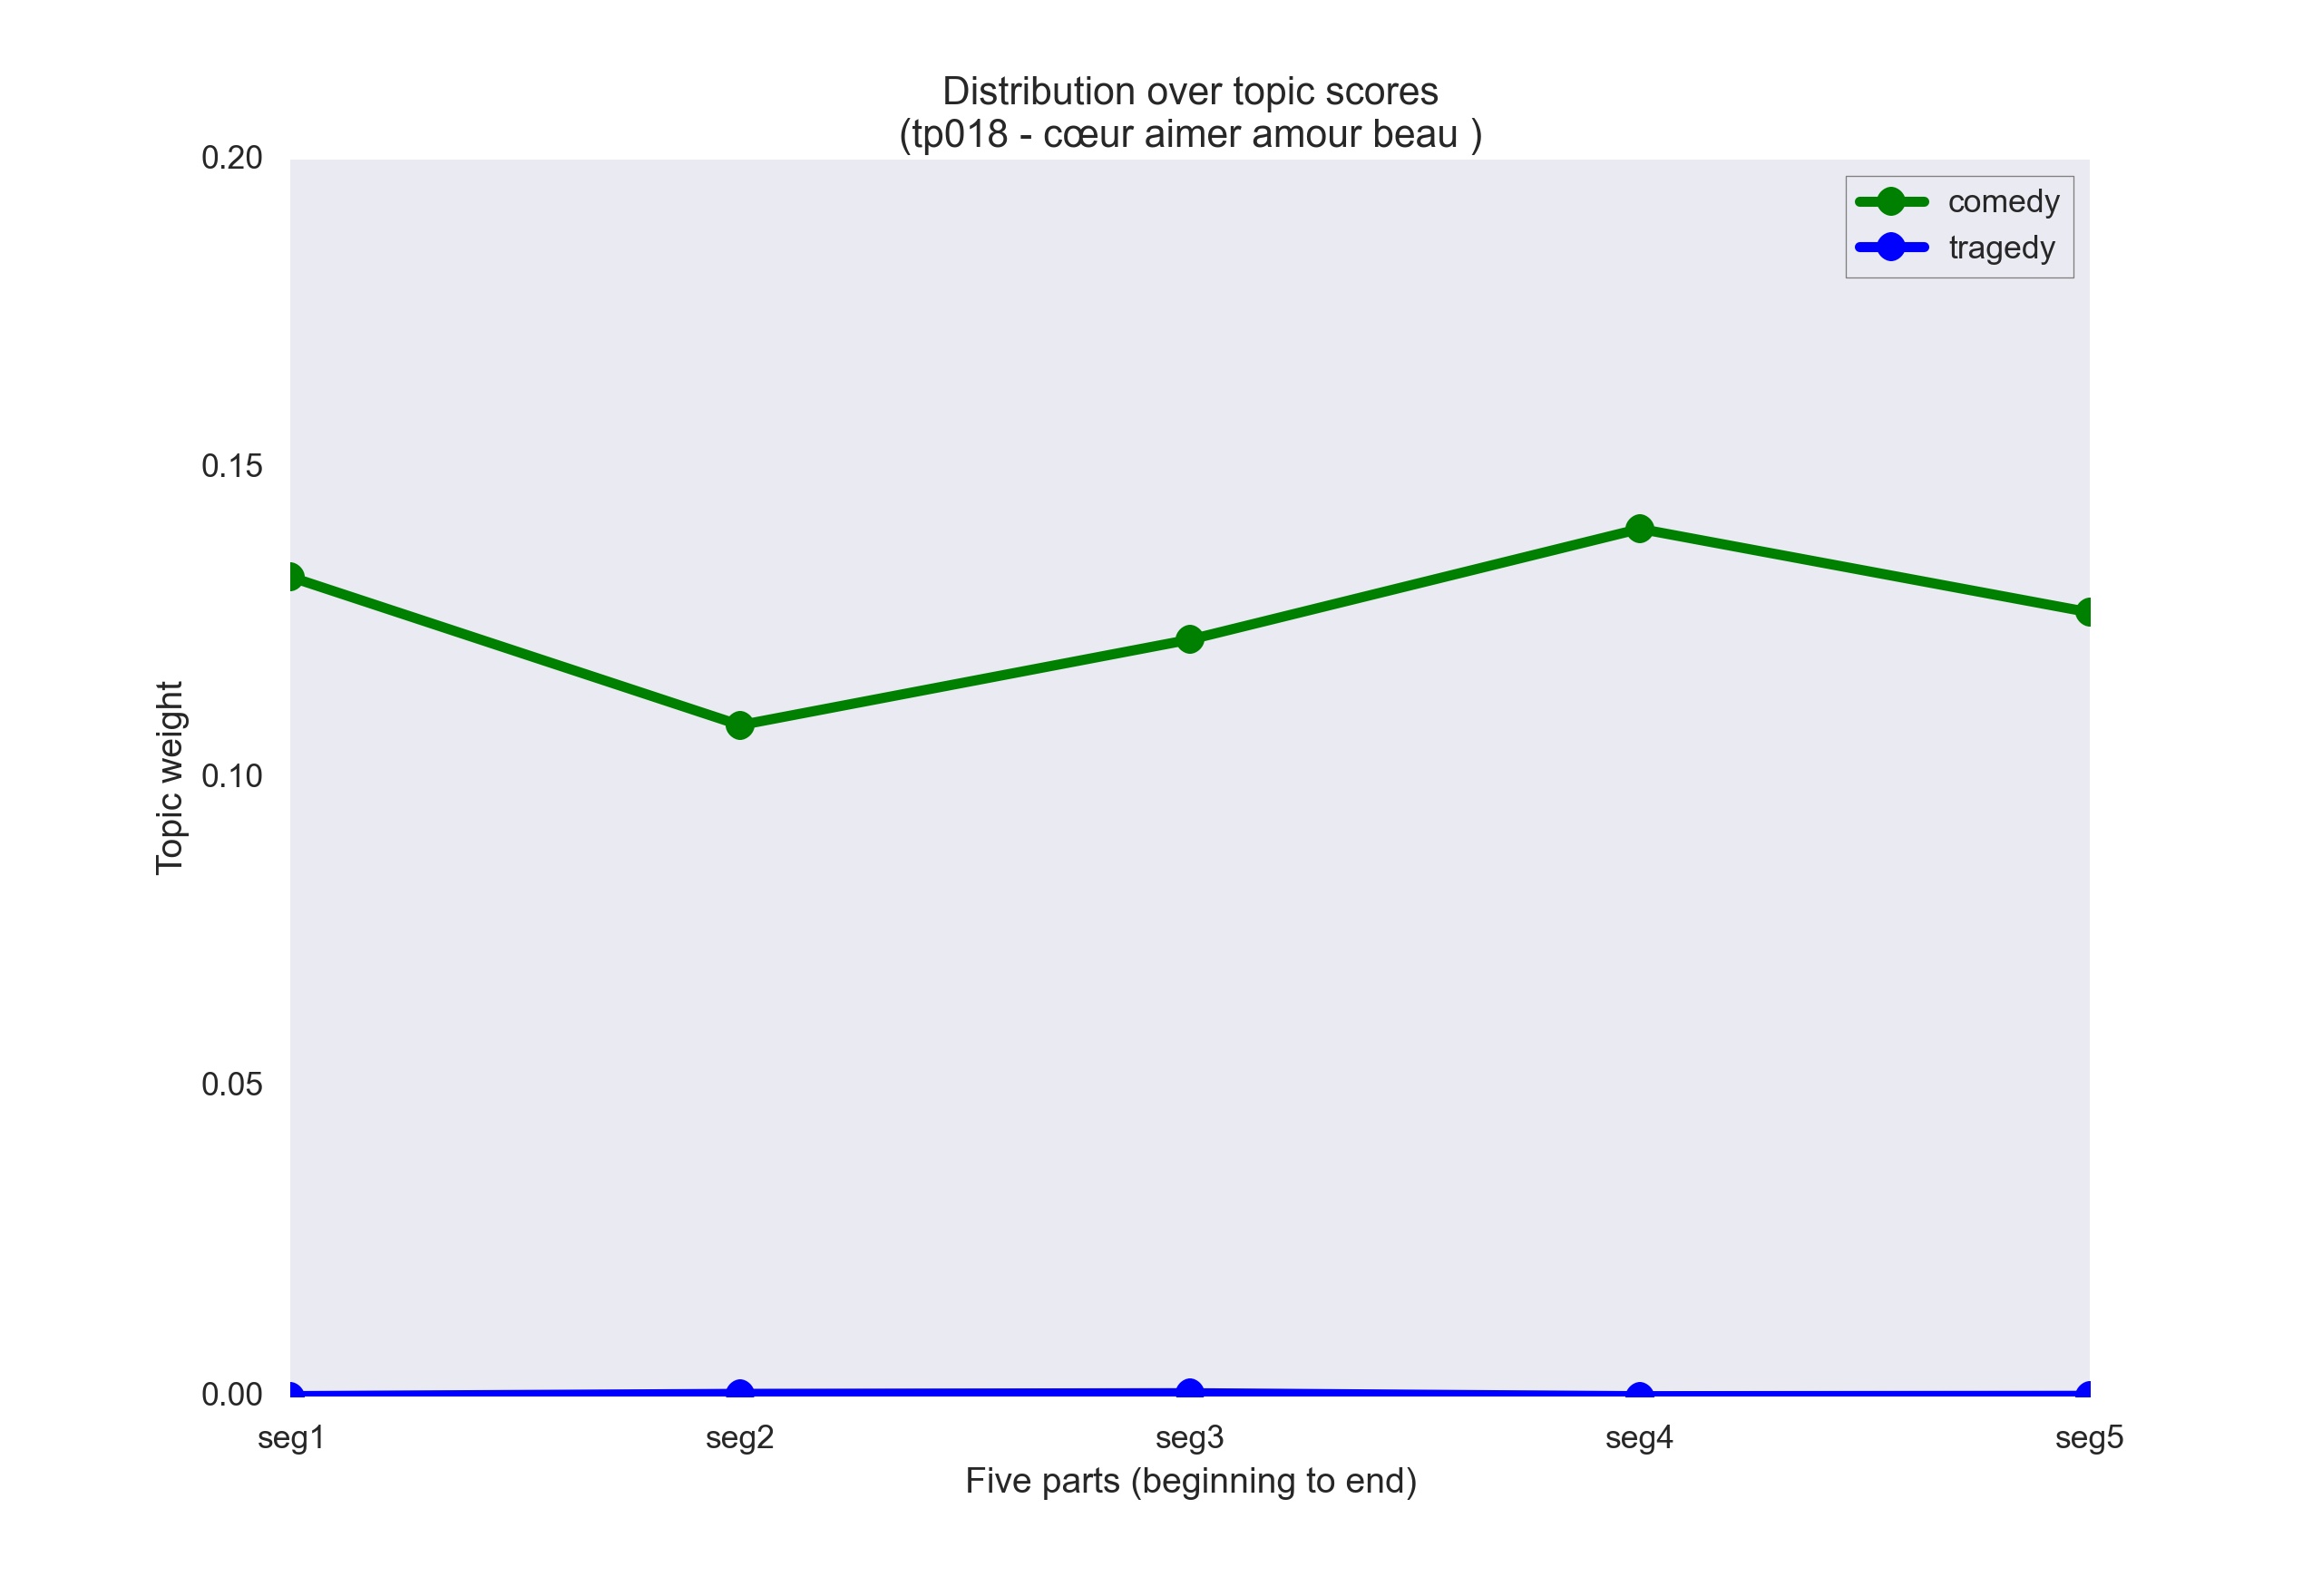 Distribution over topic scores
(tp018 - cœur aimer amour beau )
0.20
comedy
tragedy
0.15
0.10
0.05
0.00
Topic weight
seg1 seg2 seg3 seg4 seg5
Five parts (beginning to end)